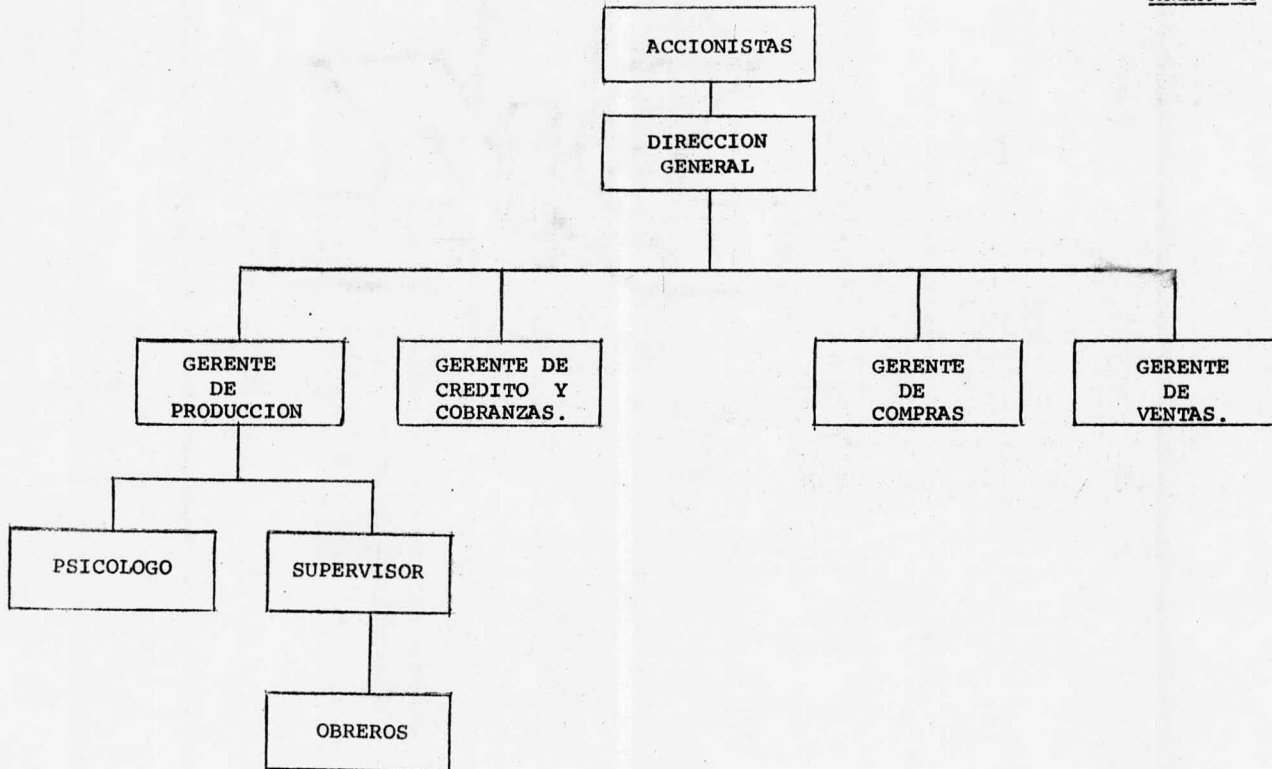 ACCIONISTAS
DIRECCION
GENERAL
GERENTE
DE
PRODUCCION
GERENTE DE
CREDITO Y
COBRANZAS.
GERENTE
DE
COMPRAS
GERENTE
DE
VENTAS.
PSICOLOGO
SUPERVISOR
OBREROS